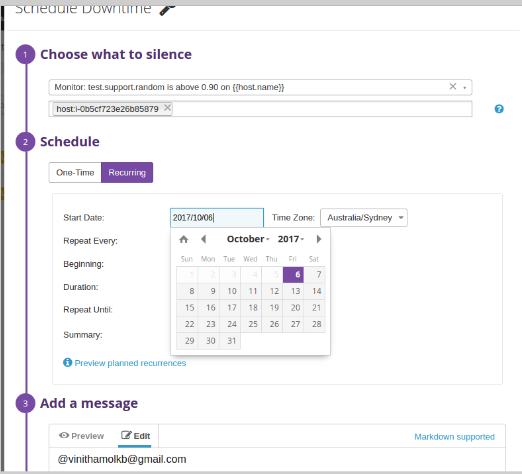 Schedule Downtime
1 Choose what to silence
Monitor: test.support.random is above 0.90 on {{host.name}}
host:i-0b5cf723e26b85879
2 Schedule
One-Time Recurring
Start Date: 2017/10/06 Time Zone: Australia/Sydney
Repeat Every:
Beginning:
Duration:
Repeat Until:
Summary:
October 2017
Sun Mon Tue Wed Thu Fri Sat
1 2 3 4 5 6 7
8 9 10 11 12 13 14
15 16 17 18 19 20 21
22 23 24 25 26 27 28
29 30 31
Preview planned recurrences
3 Add a message
Preview Edit Markdown supported
@vinithamolkb@gmail.com